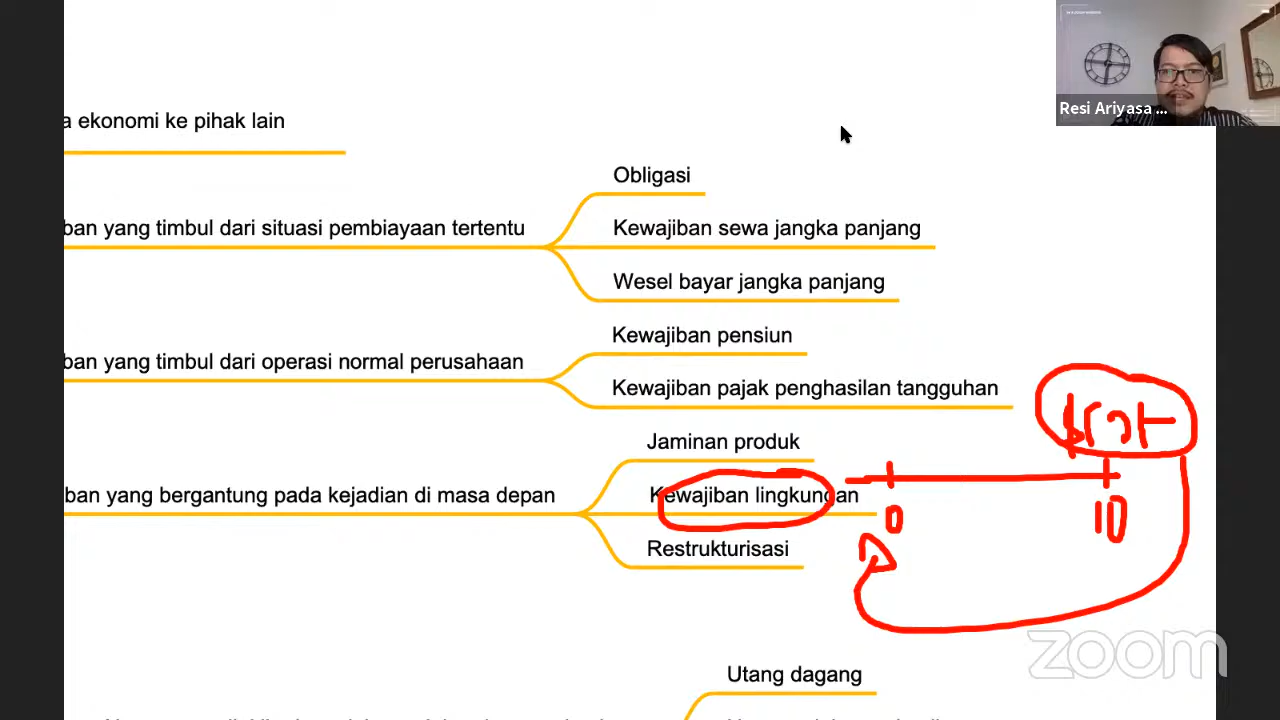 Resi Ariyasa ...
a ekonomi ke pihak lain
Obligasi
ban yang timbul dari situasi pembiayaan tertentu
Kewajiban sewa jangka panjang
Wesel bayar jangka panjang
Kewajiban pensiun
ban yang timbul dari operasi normal perusahaan
Kewajiban pajak penghasilan tangguhan
Jaminan produk
ban yang bergantung pada kejadian di masa depan
Kewajiban lingkungan
0
10
Restrukturisasi
zoom
Utang dagang